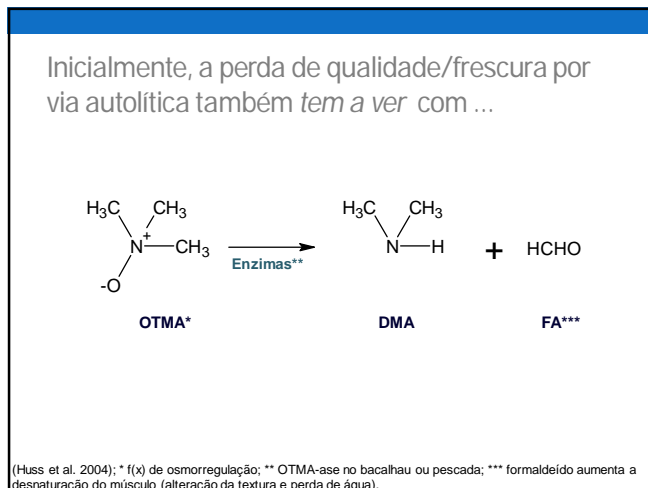 Inicialmente, a perda de qualidade/frescura por
via autolítica também tem a ver com ...
H₃C CH₃
N⁺—CH₃
-O
Enzimas**
H₃C CH₃
N—H
+
HCHO
OTMA*
DMA
FA***
(Huss et al. 2004); * f(x) de osmorregulação; ** OTMA-ase no bacalhau ou pescada; *** formaldeído aumenta a
desnaturação do músculo (alteração da textura e perda de água).